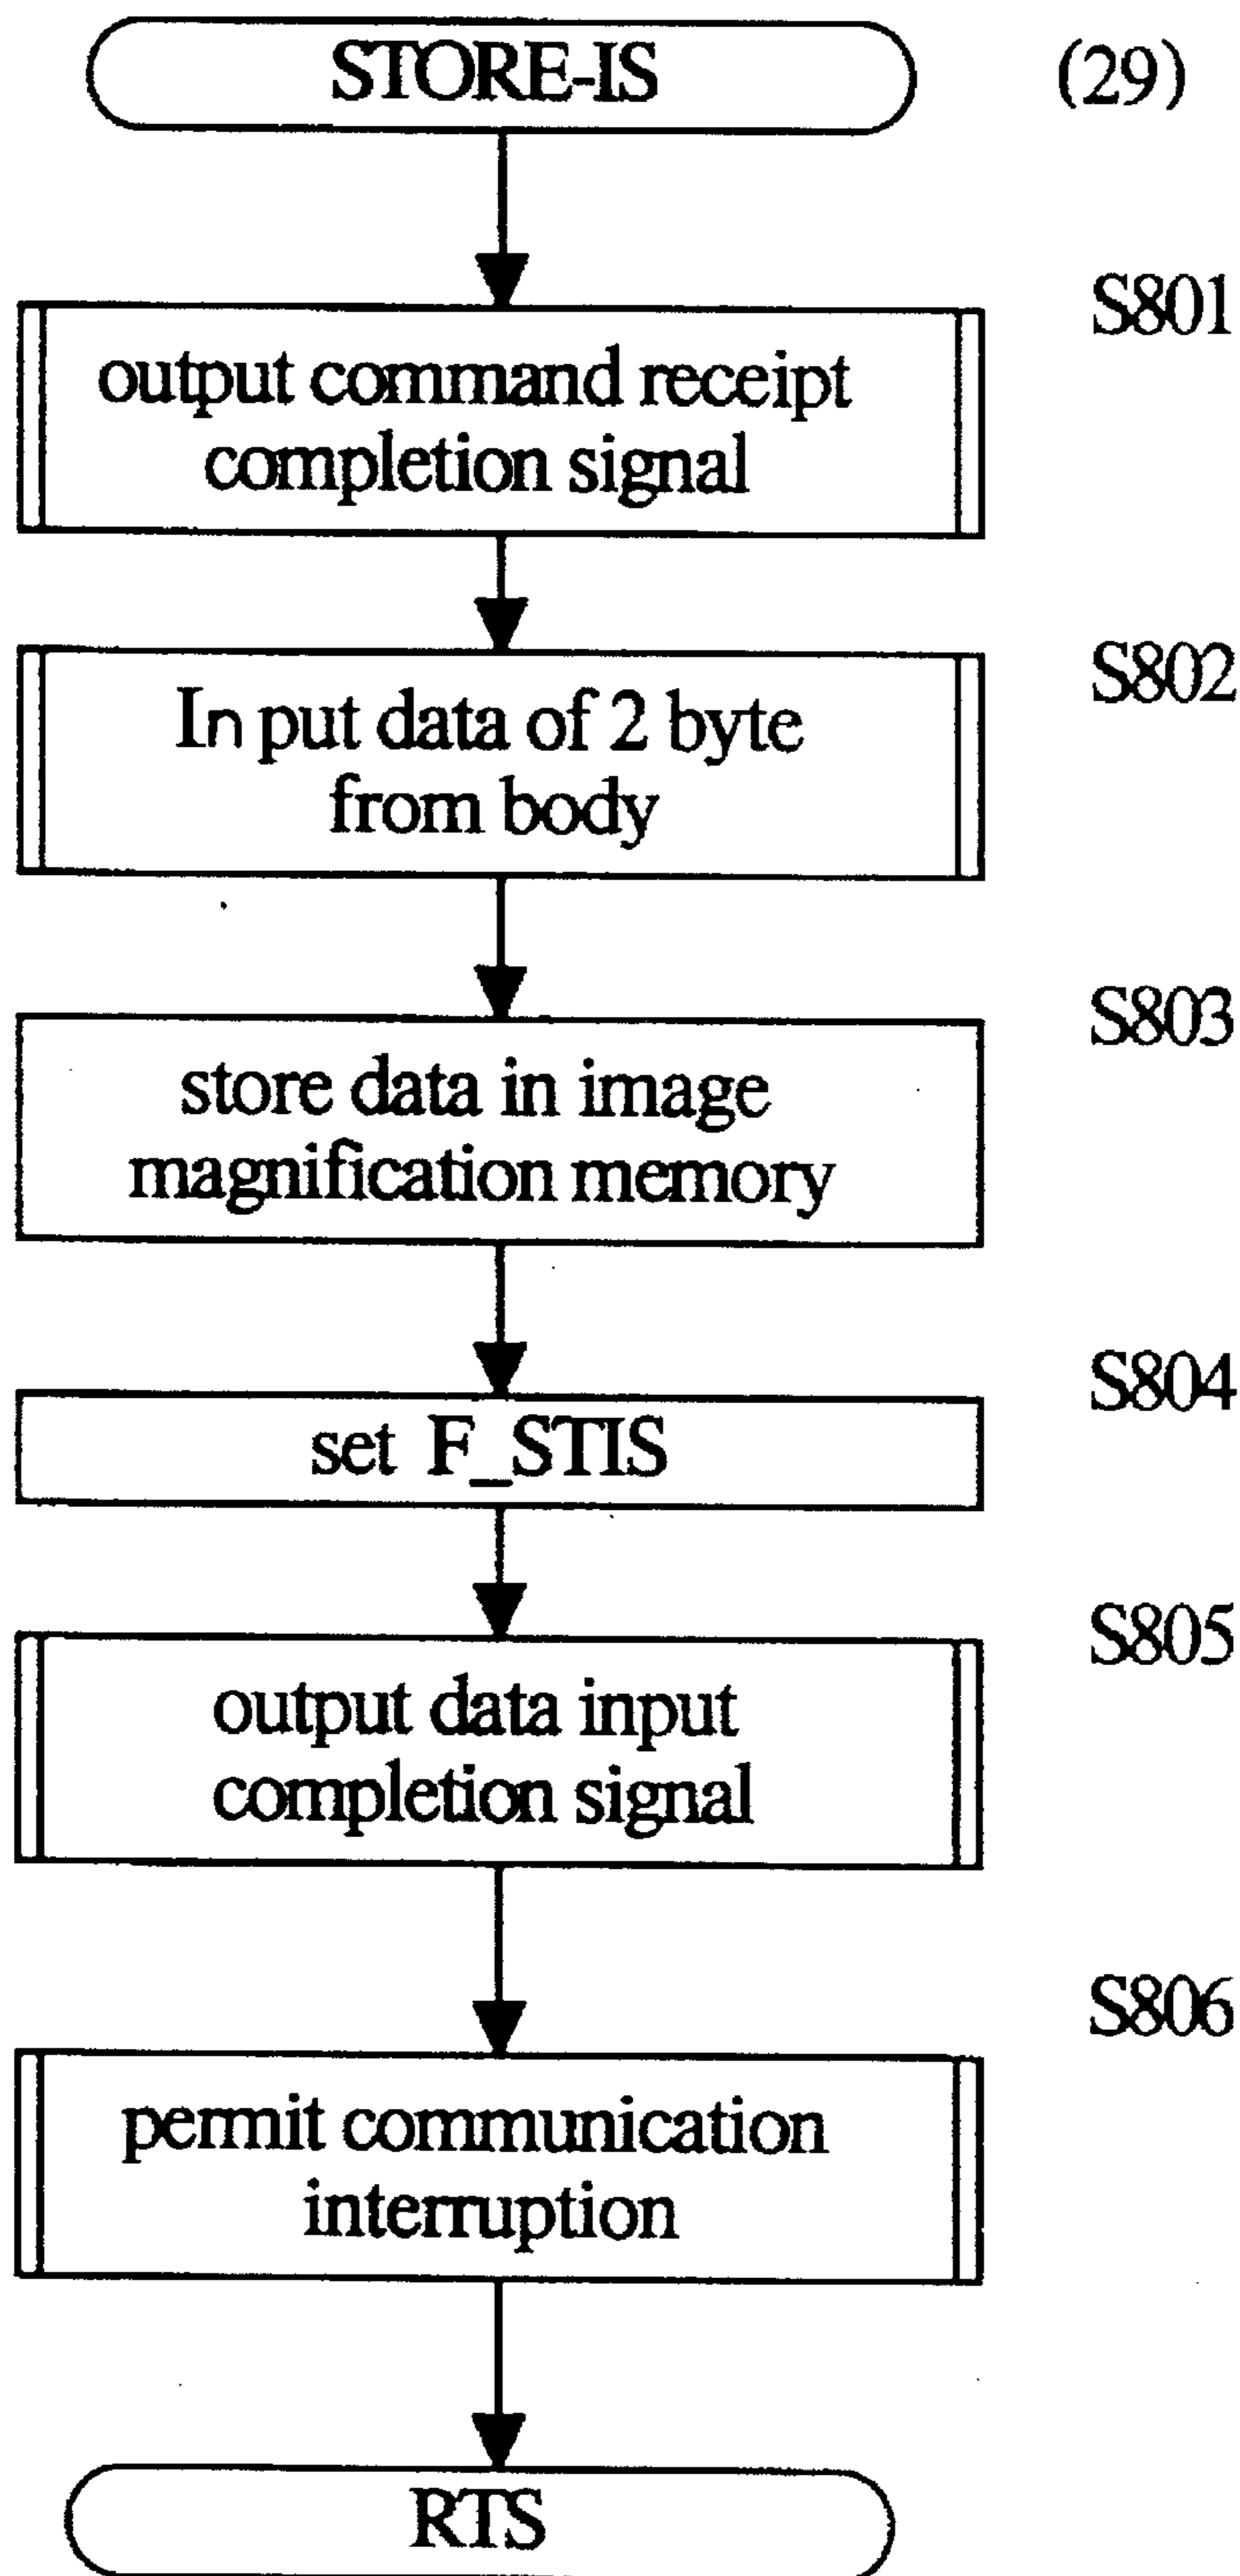 STORE-IS
(29)
S801
output command receipt
completion signal
S802
In put data of 2 byte
from body
S803
store data in image
magnification memory
S804
set F_STIS
S805
output data input
completion signal
S806
permit communication
interruption
RTS